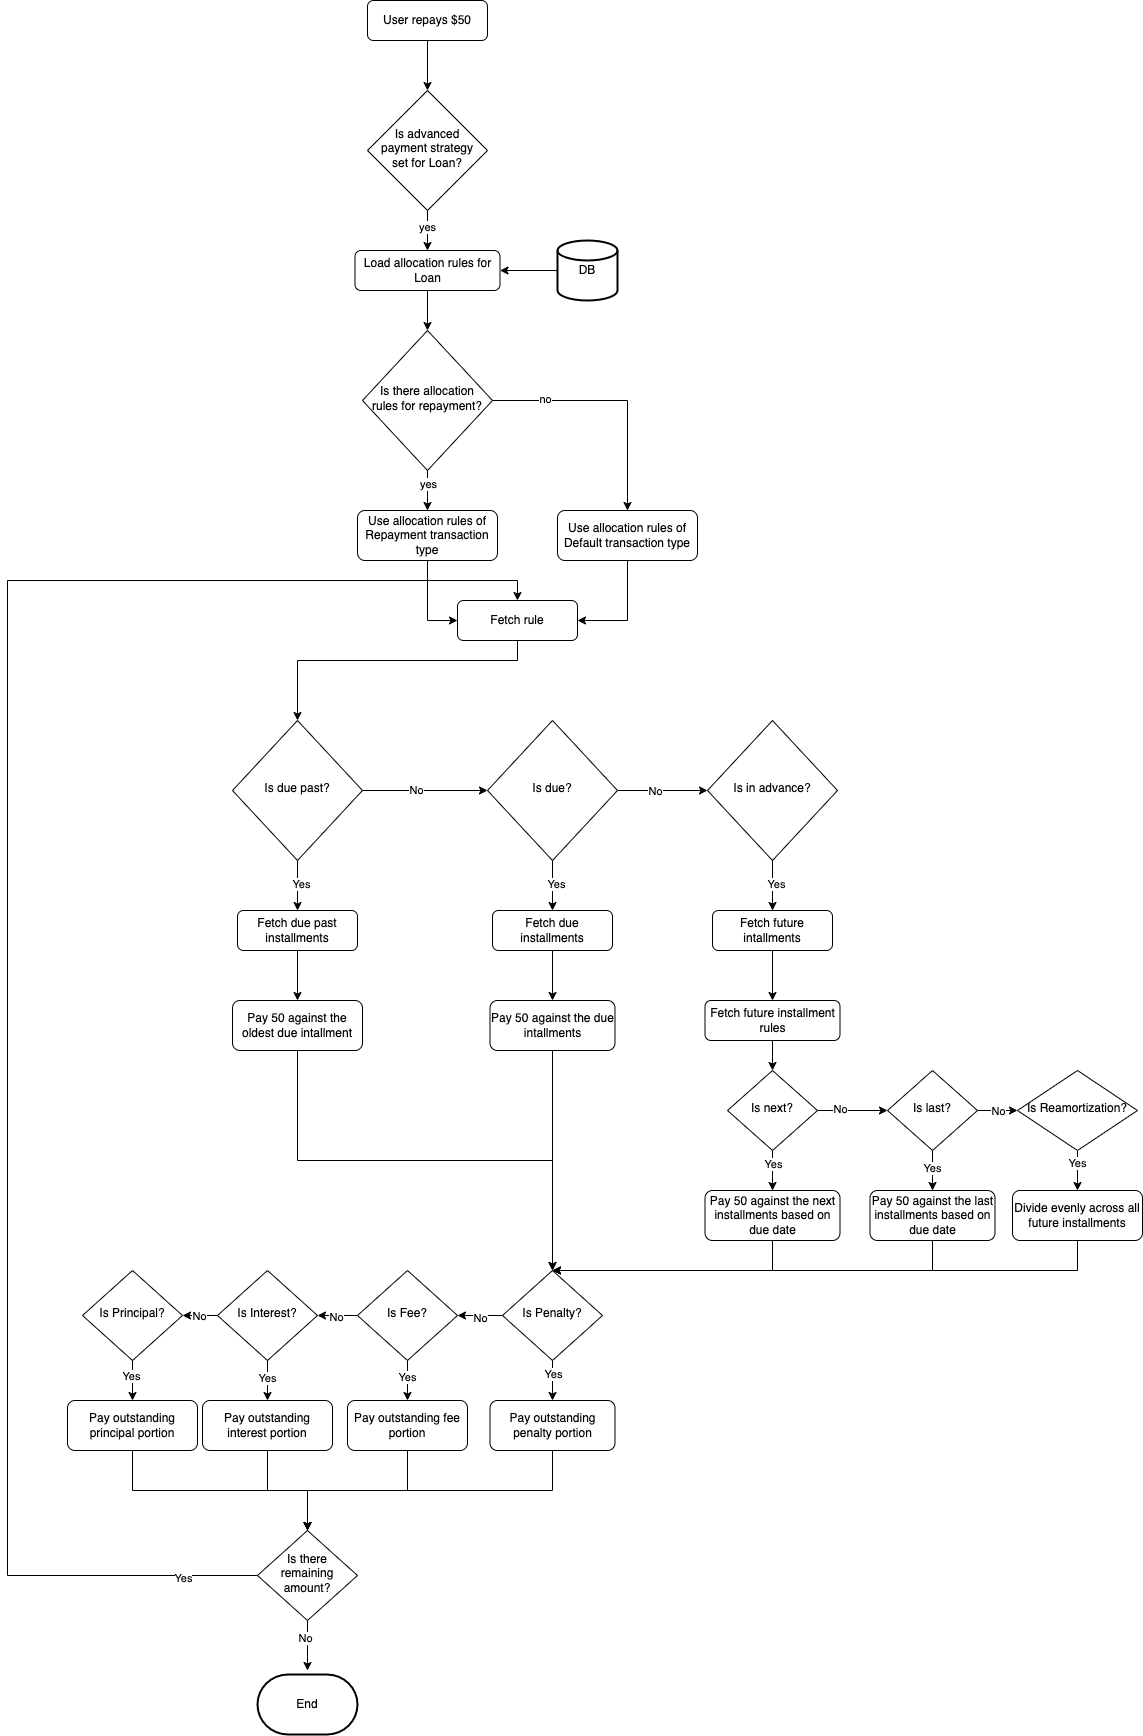 User repays $50
Is advanced
payment strategy
set for Loan?
yes
Load allocation rules for
Loan
DB
Is there allocation
rules for repayment?
no
yes
Use allocation rules of
Repayment transaction
type
Use allocation rules of
Default transaction type
Fetch rule
Is due past?
No
Is due?
No
Is in advance?
Yes
Yes
Yes
Fetch due past
installments
Fetch due
installments
Fetch future
intallments
Pay 50 against the
oldest due intallment
Pay 50 against the due
intallments
Fetch future installment
rules
Is next?
No
Is last?
No
Is Reamortization?
Yes
Yes
Yes
Pay 50 against the next
installments based on
due date
Pay 50 against the last
installments based on
due date
Divide evenly across all
future installments
Is Principal?
No
Is Interest?
No
Is Fee?
No
Is Penalty?
Yes
Yes
Yes
Yes
Pay outstanding
principal portion
Pay outstanding
interest portion
Pay outstanding fee
portion
Pay outstanding
penalty portion
Is there
remaining
amount?
Yes
No
End